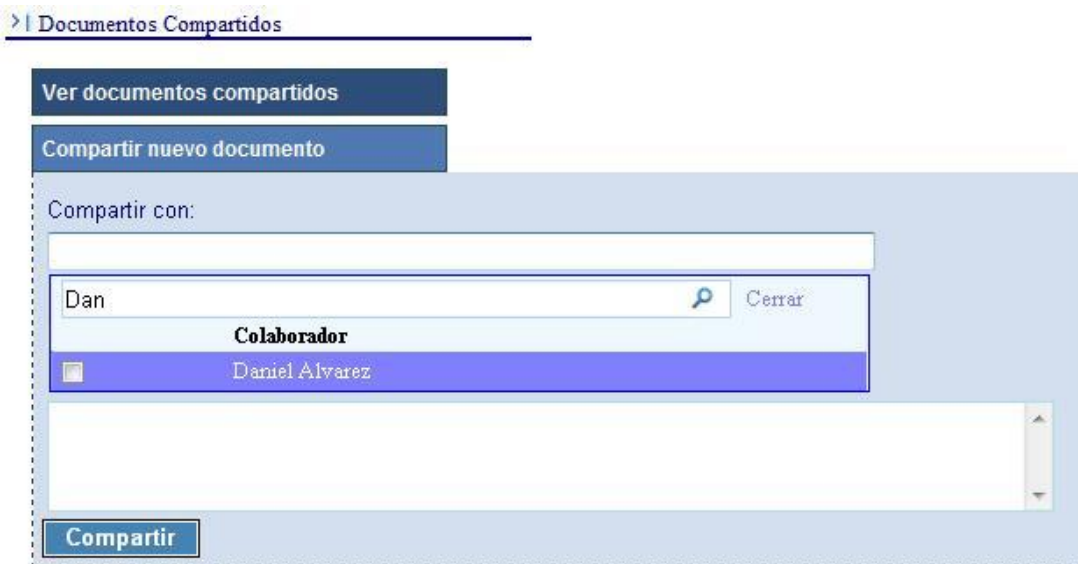 Documentos Compartidos
Ver documentos compartidos
Compartir nuevo documento
Compartir con:
Dan Cerrar
Colaborador
Daniel Alvarez
Compartir